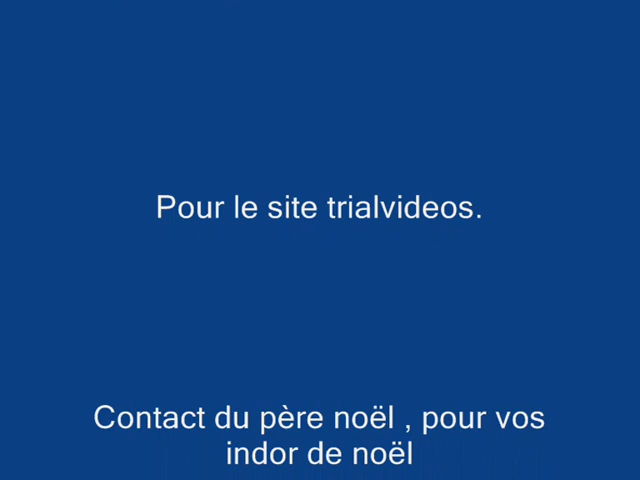 Pour le site trialvideos.
Contact du père noël , pour vos
indor de noël